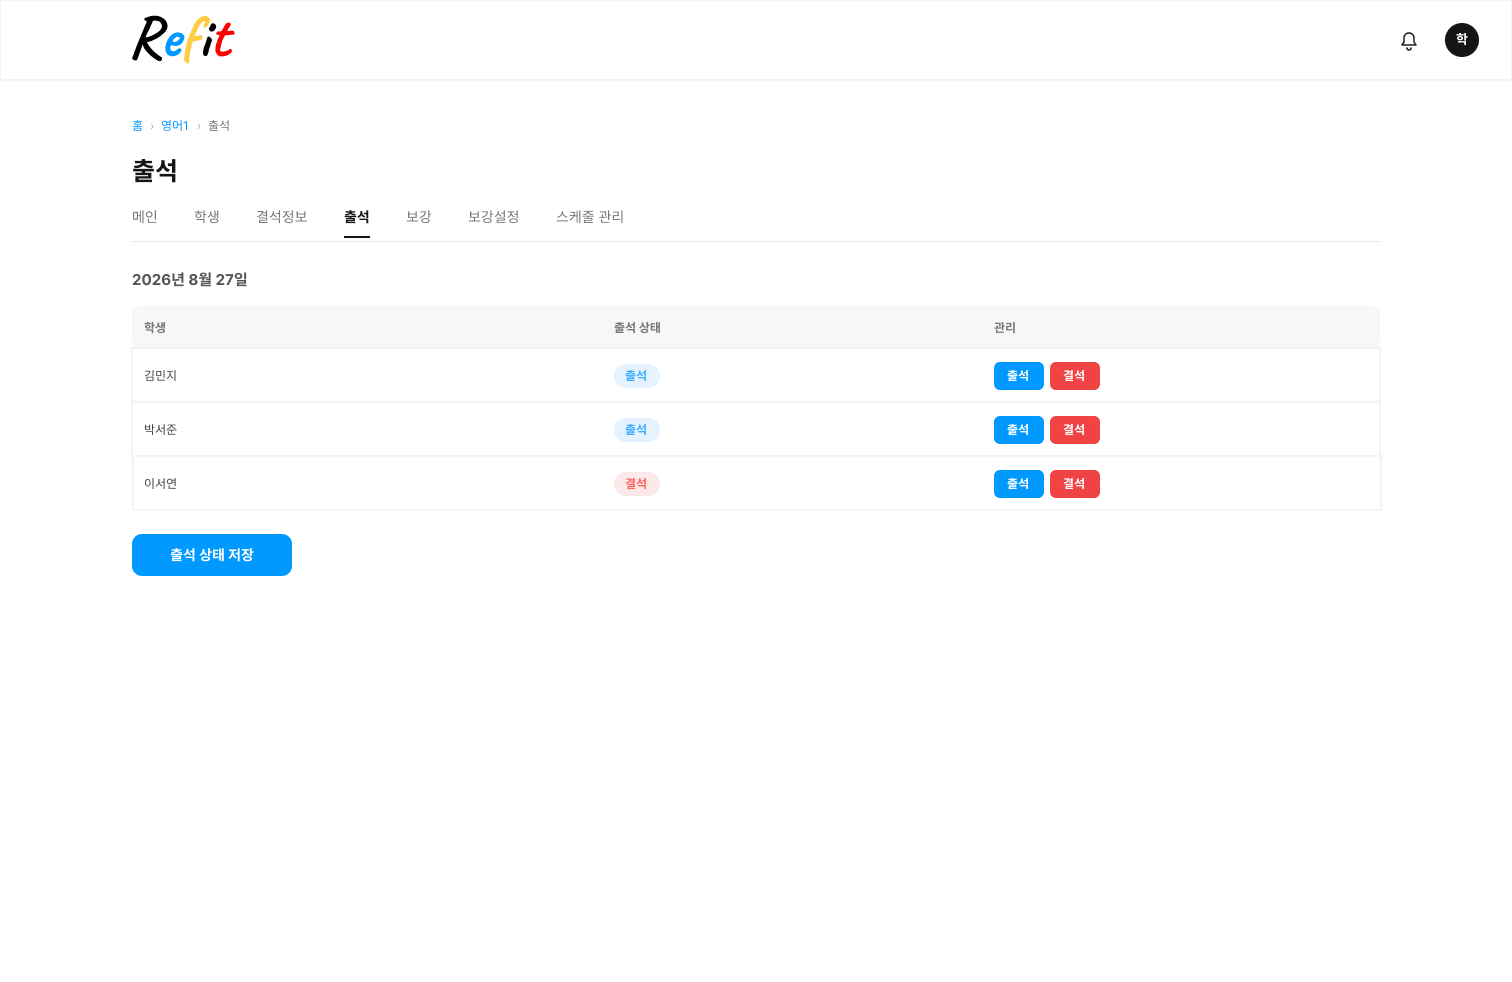 Refit
학
홈 › 영어1 › 출석
출석
메인 학생 결석정보 출석 보강 보강설정 스케줄 관리
2026년 8월 27일
학생 출석 상태 관리
김민지 출석 출석 결석
박서준 출석 출석 결석
이서연 결석 출석 결석
출석 상태 저장